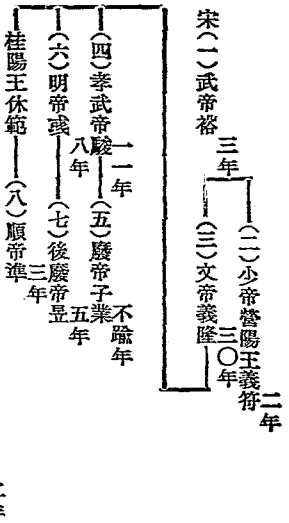 宋(一)武帝裕 三年
(二)少帝營陽王義符 二年
(三)文帝義隆 三〇年
(四)孝武帝駿 一一年
(五)廢帝子業 不踰年
(六)明帝彧 八年
(七)後廢帝昱 五年
桂陽王休範
(八)順帝準 三年